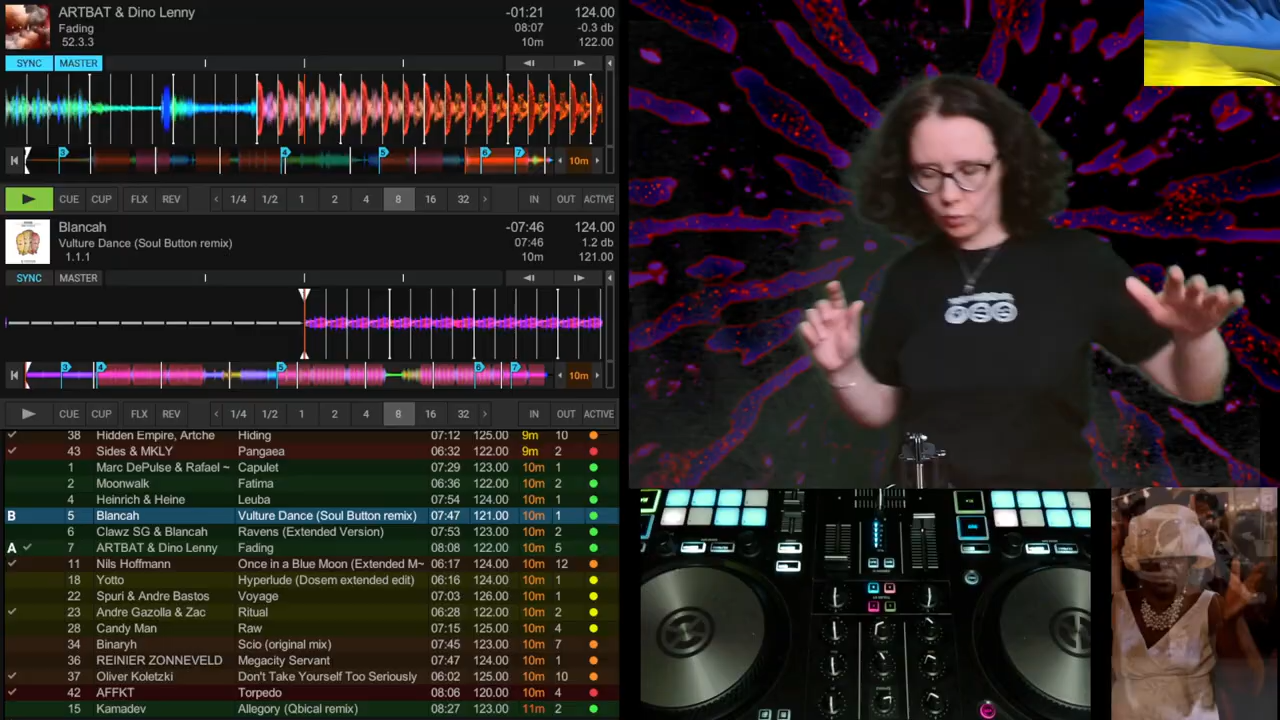 ARTBAT & Dino Lenny -01:21 124.00
Fading 08:07 -0.3 db
52.3.3 10m 122.00
SYNC MASTER
3 4 5 6 7 10m
CUE CUP FLX REV 1/4 1/2 1 2 4 8 16 32 IN OUT ACTIVE
Blancah -07:46 124.00
Vulture Dance (Soul Button remix) 07:46 1.2 db
1.1.1 10m 121.00
SYNC MASTER
3 4 5 6 7 10m
CUE CUP FLX REV 1/4 1/2 1 2 4 8 16 32 IN OUT ACTIVE
38 Hidden Empire, Artche Hiding 07:12 125.00 9m 10
43 Sides & MKLY Pangaea 06:32 122.00 9m 2
1 Marc DePulse & Rafael ~ Capulet 07:29 123.00 10m 1
2 Moonwalk Fatima 06:36 122.00 10m 2
4 Heinrich & Heine Leuba 07:54 123.00 10m 1
B 5 Blancah Vulture Dance (Soul Button remix) 07:47 121.00 10m 1
6 Clawz SG & Blancah Ravens (Extended Version) 07:53 123.00 10m 2
A 7 ARTBAT & Dino Lenny Fading 08:08 122.00 10m 5
11 Nils Hoffmann Once in a Blue Moon (Extended M~ 06:17 124.00 10m 12
18 Yotto Hyperlude (Dosem extended edit) 06:16 124.00 10m 1
22 Spuri & Andre Bastos Voyage 07:03 126.00 10m 1
23 Andre Gazolla & Zac Ritual 06:28 122.00 10m 2
28 Candy Man Raw 07:15 125.00 10m 4
34 Binaryh Scio (original mix) 07:45 123.00 10m 7
36 REINIER ZONNEVELD Megacity Servant 07:47 124.00 10m 1
37 Oliver Koletzki Don't Take Yourself Too Seriously 06:02 125.00 10m 10
42 AFFKT Torpedo 08:06 120.00 10m 4
15 Kamadev Allegory (Qbical remix) 08:27 123.00 11m 2